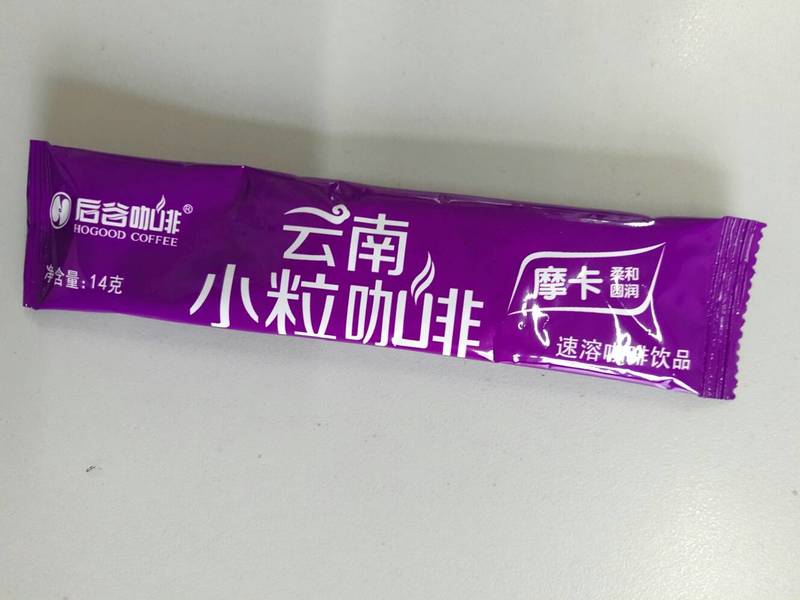 后谷咖啡®
HOGOOD COFFEE
净含量:14克
云南
小粒咖啡
摩卡
柔和
圆润
速溶咖啡饮品